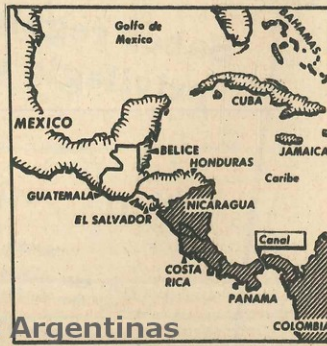 Golfo de
Mexico
BAHAMAS
CUBA
MEXICO
JAMAICA
BELICE
HONDURAS
Caribe
GUATEMALA
NICARAGUA
EL SALVADOR
Canal
COSTA
RICA
PANAMA
COLOMBIA
Argentinas